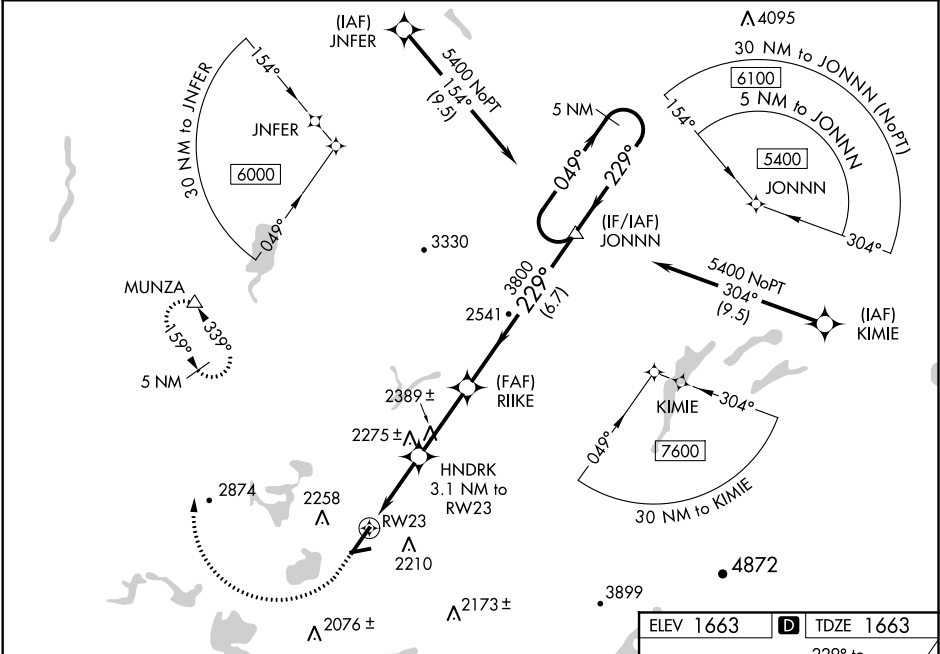 (IAF)
JNFER
5400 NoPT
154°
(9.5)
4095
30 NM to JONNN (NoPT)
6100
5 NM to JONNN
5400
154°
JONNN
304°
30 NM to JNFER
154°
JNFER
6000
049°
5 NM
049°
229°
(IF/IAF)
JONNN
3330
3800
229°
(6.7)
2541
5400 NoPT
304°
(9.5)
(IAF)
KIMIE
MUNZA
159°
339°
5 NM
(FAF)
RIIKE
2389 ±
2275 ±
HNDRK
3.1 NM to
RW23
KIMIE
304°
049°
7600
30 NM to KIMIE
2874
2258
RW23
2210
4872
3899
2173 ±
2076 ±
ELEV 1663
D
TDZE 1663
229° to